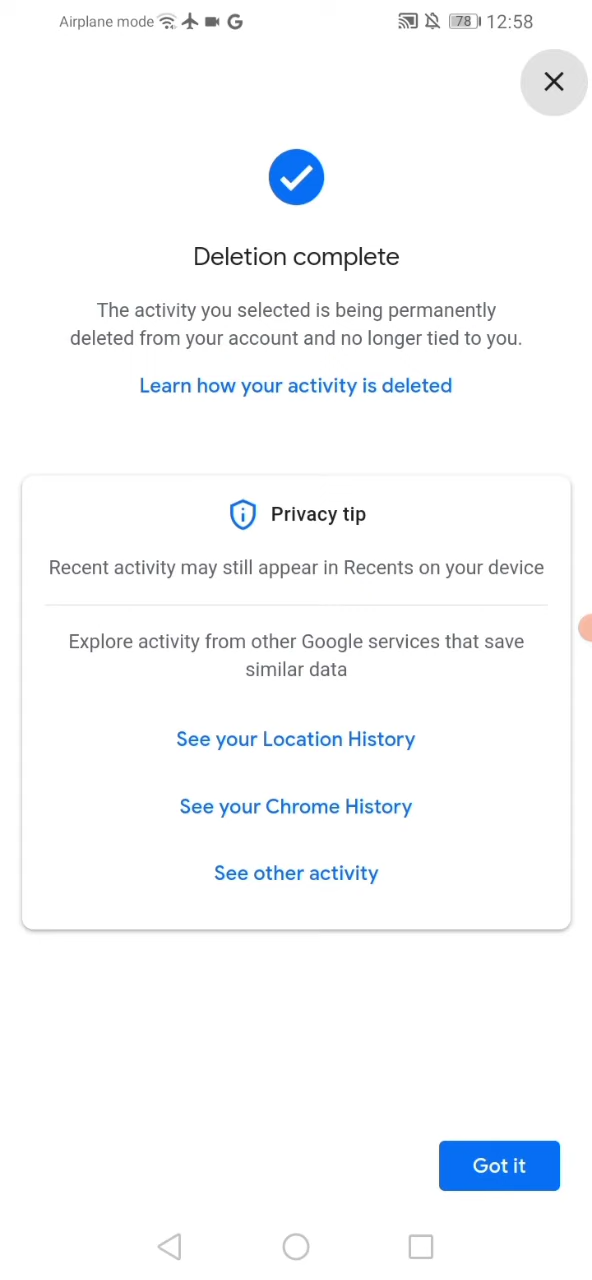 Airplane mode 78 12:58
Deletion complete
The activity you selected is being permanently
deleted from your account and no longer tied to you.
Learn how your activity is deleted
Privacy tip
Recent activity may still appear in Recents on your device
Explore activity from other Google services that save
similar data
See your Location History
See your Chrome History
See other activity
Got it